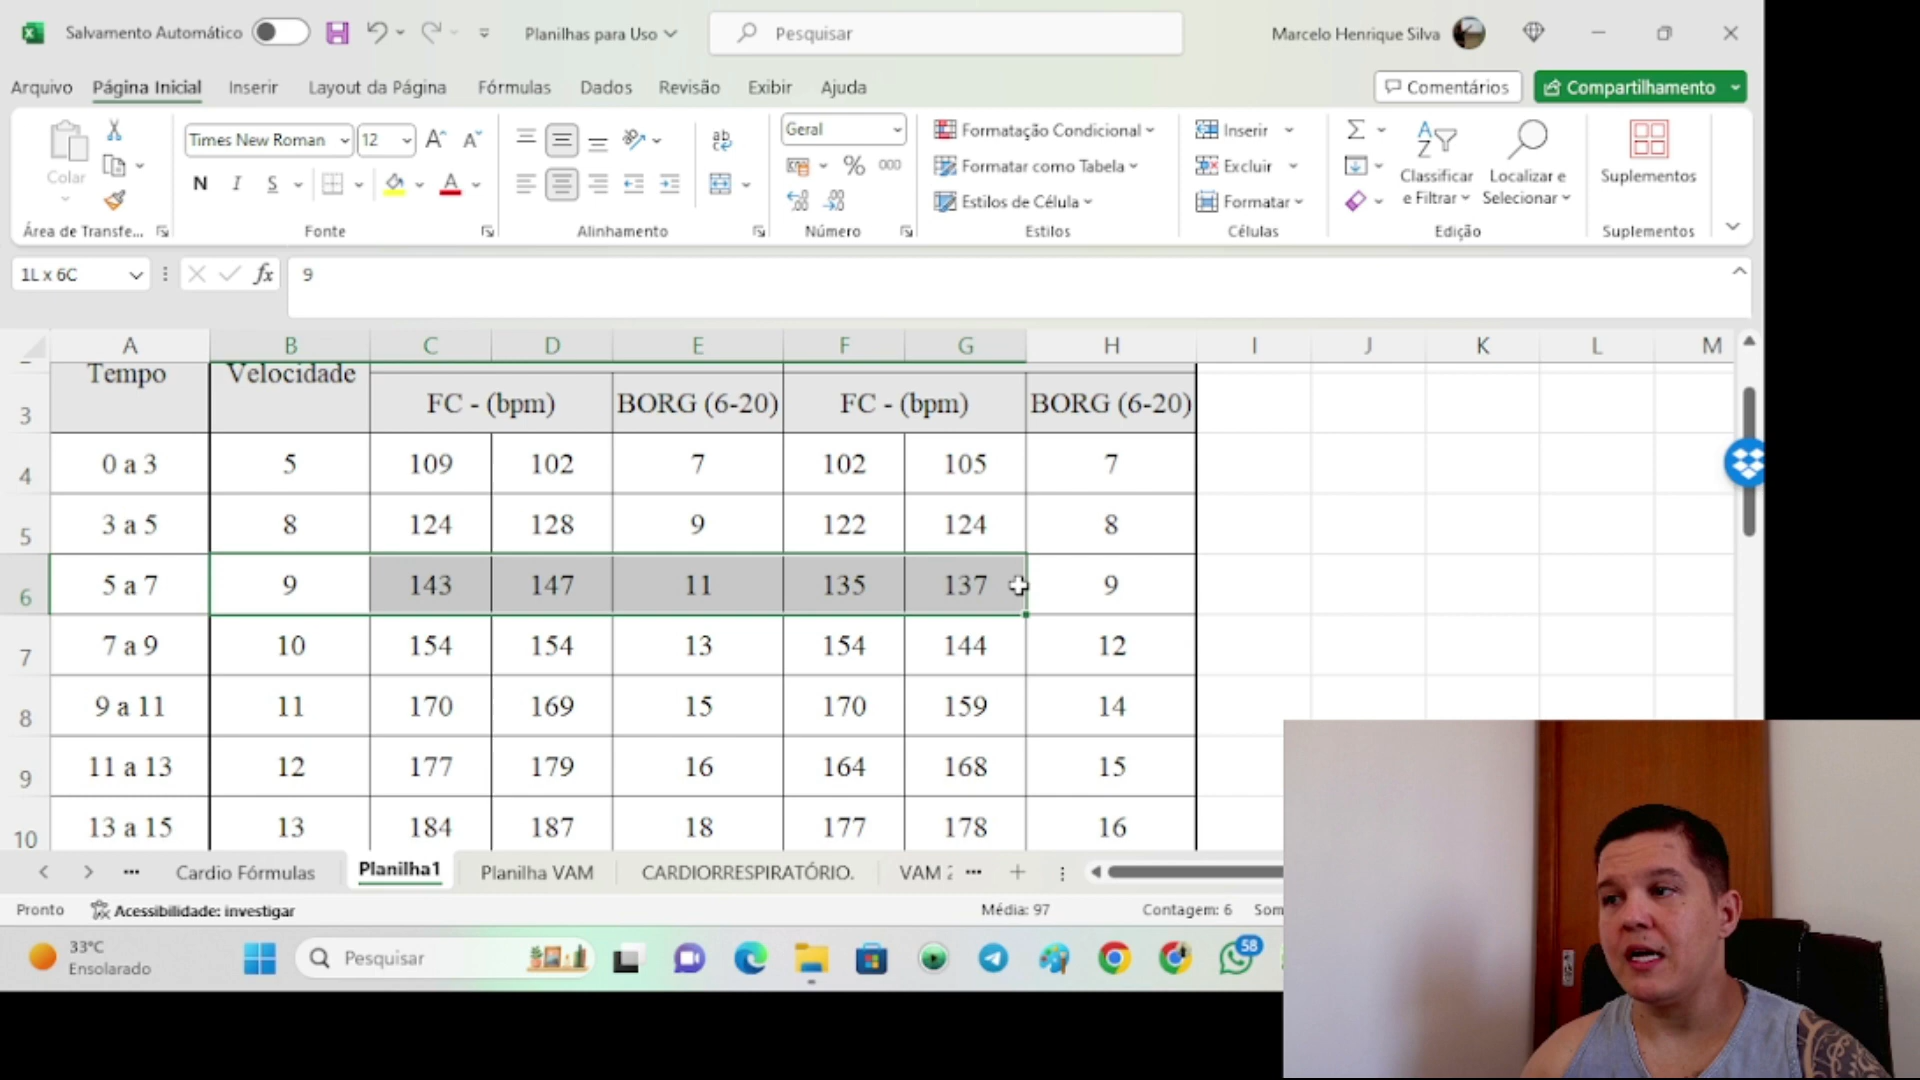 Salvamento Automático
Planilhas para Uso
Pesquisar
Marcelo Henrique Silva
Arquivo Página Inicial Inserir Layout da Página Fórmulas Dados Revisão Exibir Ajuda
Comentários
Compartilhamento
Colar
Área de Transfe...
Times New Roman 12
N I S
Fonte
ab
Alinhamento
Geral
% 000
Número
Formatação Condicional
Formatar como Tabela
Estilos de Célula
Estilos
Inserir
Excluir
Formatar
Células
Classificar e Filtrar
Localizar e Selecionar
Edição
Suplementos
Suplementos
1L x 6C
fx
9
A B C D E F G H I J K L M
Tempo Velocidade
3 FC - (bpm) BORG (6-20) FC - (bpm) BORG (6-20)
4 0 a 3 5 109 102 7 102 105 7
5 3 a 5 8 124 128 9 122 124 8
6 5 a 7 9 143 147 11 135 137 9
7 7 a 9 10 154 154 13 154 144 12
8 9 a 11 11 170 169 15 170 159 14
9 11 a 13 12 177 179 16 164 168 15
10 13 a 15 13 184 187 18 177 178 16
... Cardio Fórmulas Planilha1 Planilha VAM CARDIORRESPIRATÓRIO. VAM 2 ...
Pronto Acessibilidade: investigar Média: 97 Contagem: 6 Som
33°C
Ensolarado
Pesquisar
58